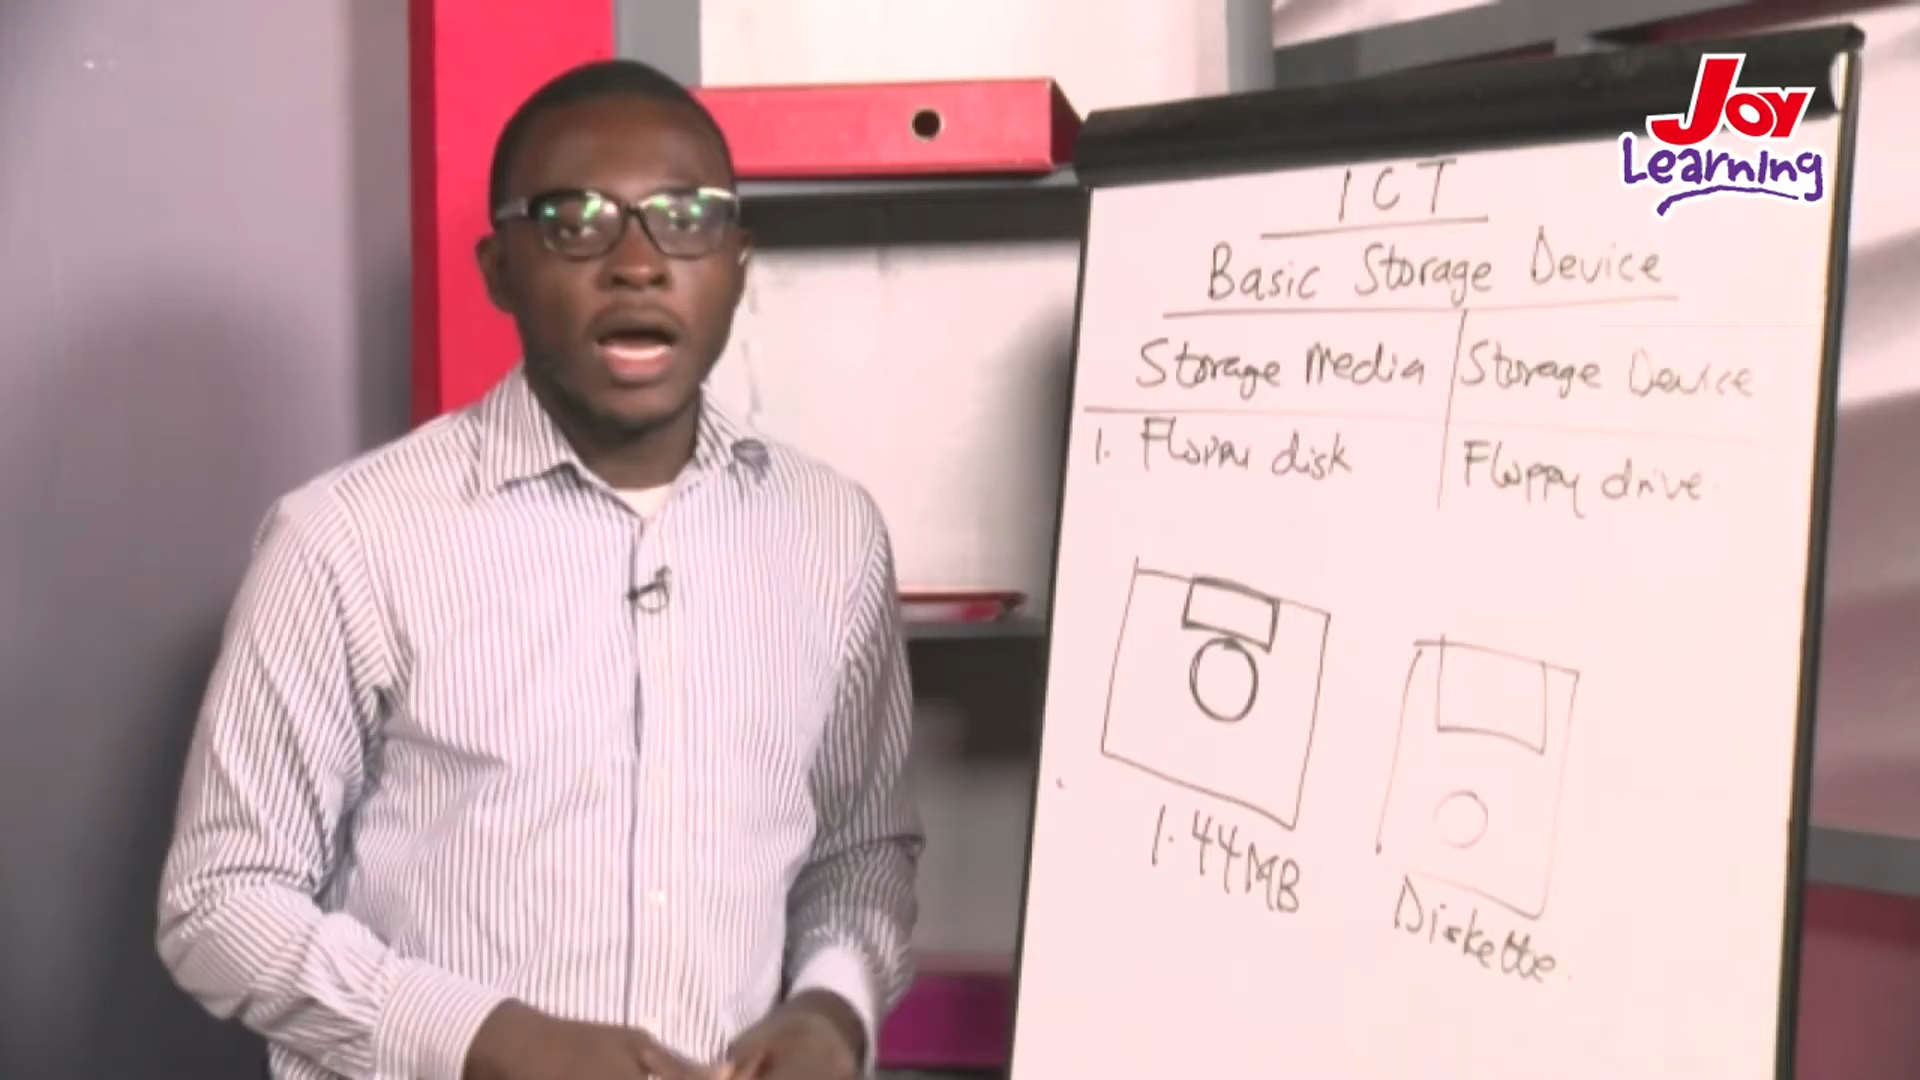 Joy
Learning
ICT
Basic Storage Device
Storage Media Storage Device
1. Floppy disk Floppy drive
1.44MB
Diskette